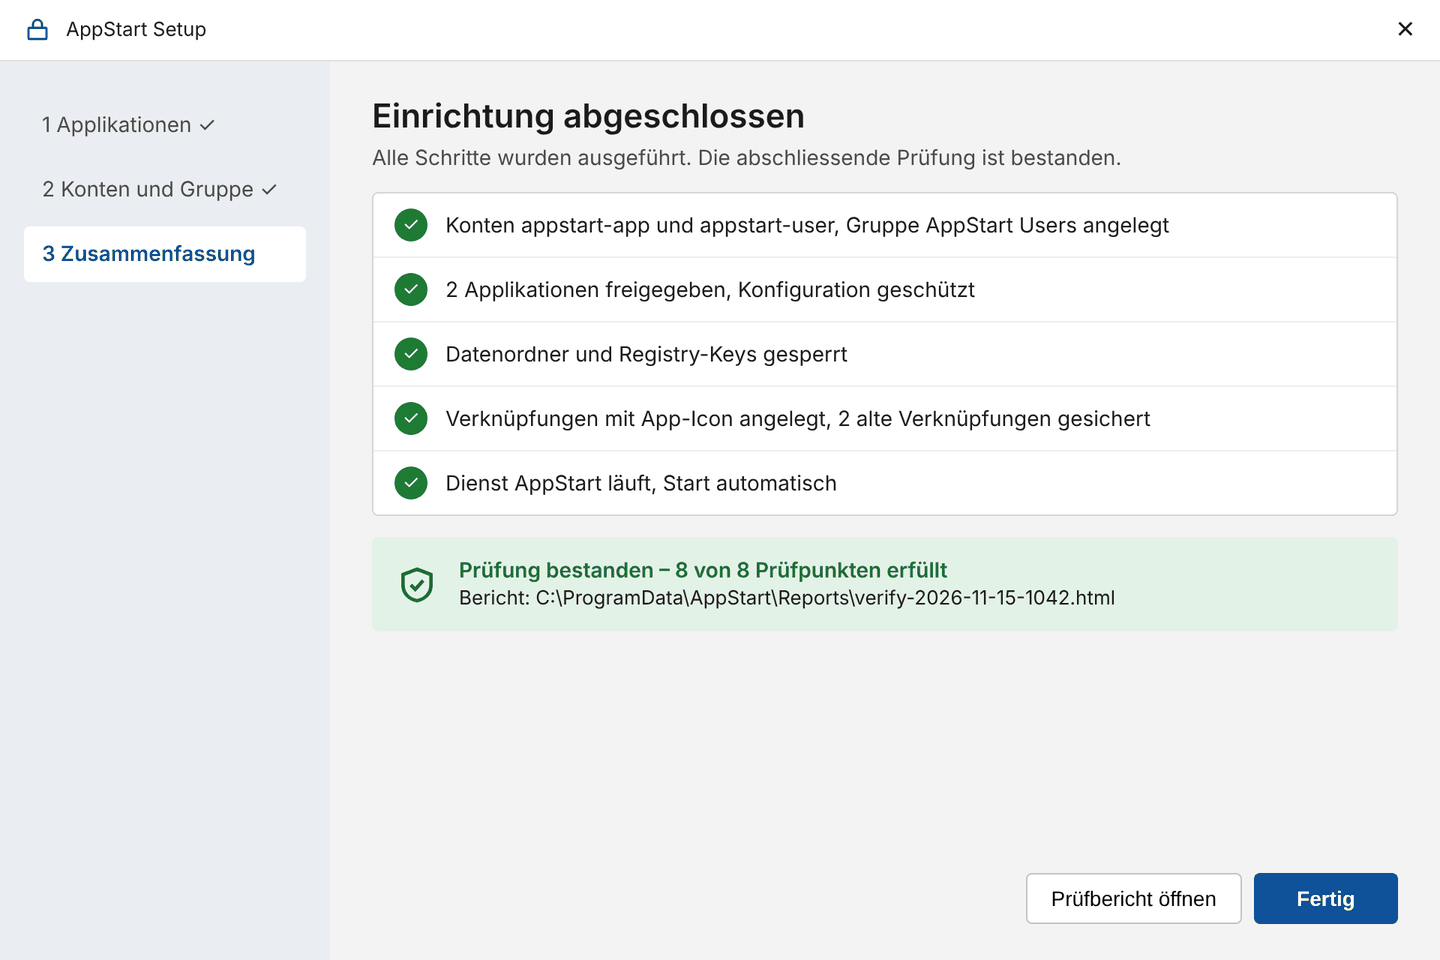 AppStart Setup
1 Applikationen ✓
2 Konten und Gruppe ✓
3 Zusammenfassung
Einrichtung abgeschlossen
Alle Schritte wurden ausgeführt. Die abschliessende Prüfung ist bestanden.
Konten appstart-app und appstart-user, Gruppe AppStart Users angelegt
2 Applikationen freigegeben, Konfiguration geschützt
Datenordner und Registry-Keys gesperrt
Verknüpfungen mit App-Icon angelegt, 2 alte Verknüpfungen gesichert
Dienst AppStart läuft, Start automatisch
Prüfung bestanden – 8 von 8 Prüfpunkten erfüllt
Bericht: C:\ProgramData\AppStart\Reports\verify-2026-11-15-1042.html
Prüfbericht öffnen
Fertig